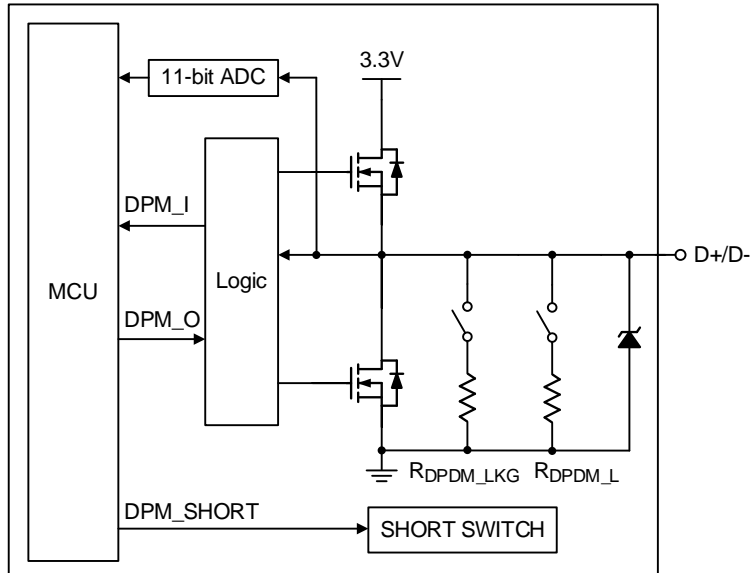 11-bit ADC
3.3V
DPM_I
MCU
Logic
D+/D-
DPM_O
RDPDM_LKG
RDPDM_L
DPM_SHORT
SHORT SWITCH